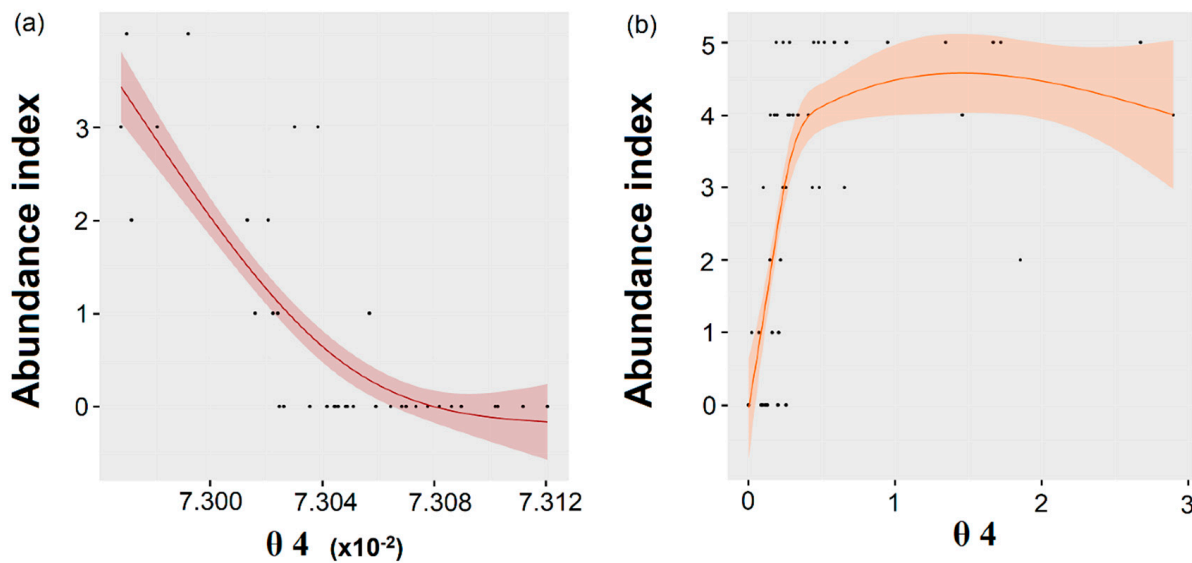 (a)
Abundance index
3
2
1
0
7.300 7.304 7.308 7.312
θ 4 (x10-2)
(b)
Abundance index
5
4
3
2
1
0
0 1 2 3
θ 4